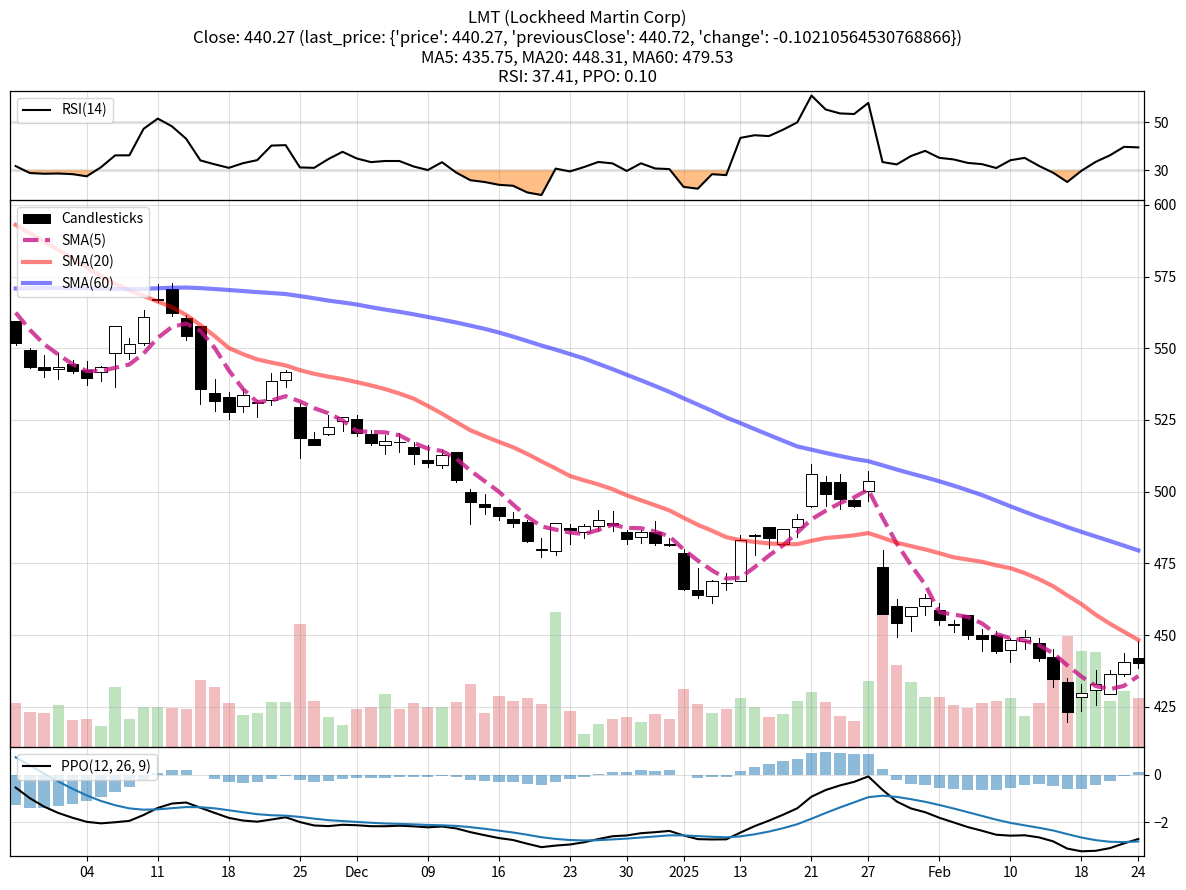 LMT (Lockheed Martin Corp)
Close: 440.27 (last_price: {'price': 440.27, 'previousClose': 440.72, 'change': -0.10210564530768866})
MA5: 435.75, MA20: 448.31, MA60: 479.53
RSI: 37.41, PPO: 0.10
RSI(14)
50
30
Candlesticks
SMA(5)
SMA(20)
SMA(60)
600
575
550
525
500
475
450
425
PPO(12, 26, 9)
0
−2
04 11 18 25 Dec 09 16 23 30 2025 13 21 27 Feb 10 18 24